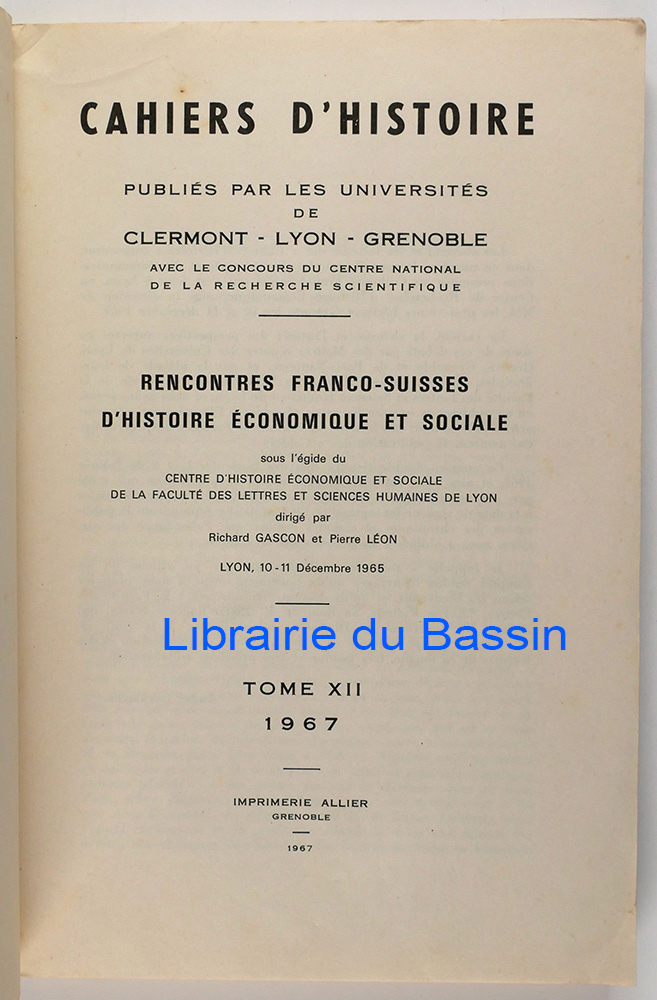 CAHIERS D'HISTOIRE
PUBLIÉS PAR LES UNIVERSITÉS
DE
CLERMONT - LYON - GRENOBLE
AVEC LE CONCOURS DU CENTRE NATIONAL
DE LA RECHERCHE SCIENTIFIQUE
RENCONTRES FRANCO-SUISSES
D'HISTOIRE ÉCONOMIQUE ET SOCIALE
sous l'égide du
CENTRE D'HISTOIRE ÉCONOMIQUE ET SOCIALE
DE LA FACULTÉ DES LETTRES ET SCIENCES HUMAINES DE LYON
dirigé par
Richard GASCON et Pierre LÉON
LYON, 10-11 Décembre 1965
Librairie du Bassin
TOME XII
1967
IMPRIMERIE ALLIER
GRENOBLE
1967